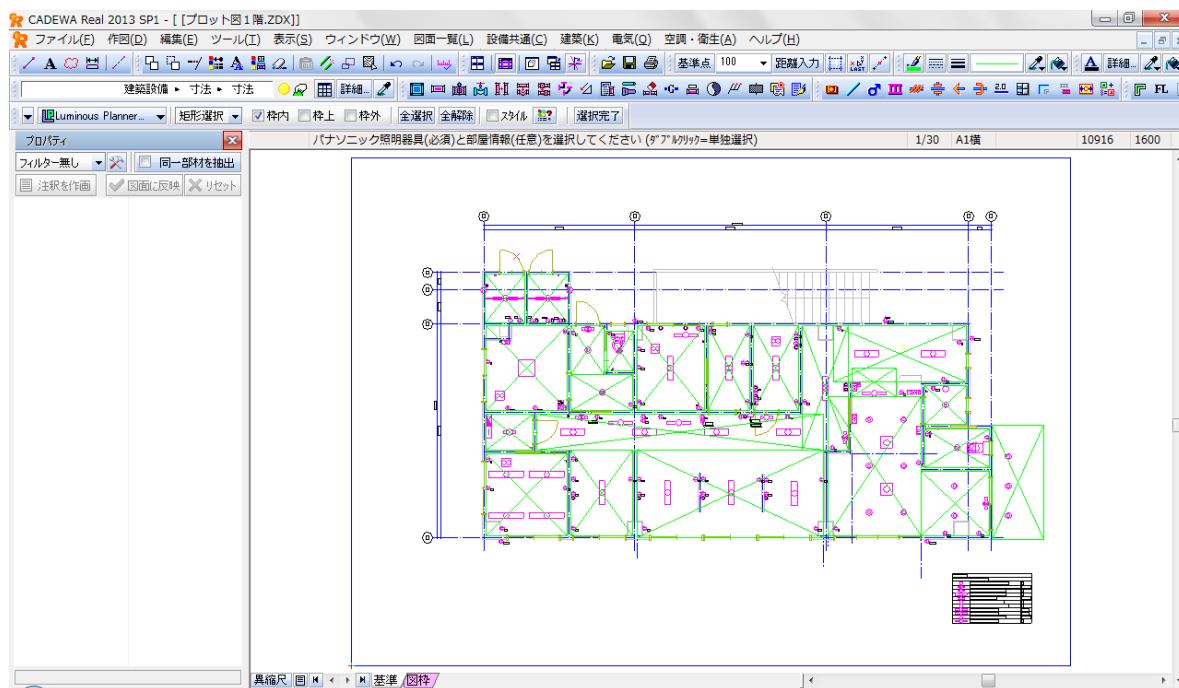 CADEWA Real 2013 SP1 - [ [プロット図１階.ZDX]]
ファイル(F) 作図(D) 編集(E) ツール(T) 表示(S) ウィンドウ(W) 図面一覧(L) 設備共通(C) 建築(K) 電気(Q) 空調・衛生(A) ヘルプ(H)
基準点 100 距離入力 LAST A 詳細...
建築設備 ▸ 寸法 ▸ 寸法 詳細... 2.0 FL
Luminous Planner... 矩形選択 枠内 枠上 枠外 全選択 全解除 スタイル 選択完了
プロパティ パナソニック照明器具(必須)と部屋情報(任意)を選択してください (ダブルクリック=単独選択) 1/30 A1横 10916 1600
フィルター無し 同一部材を抽出
注釈を作画 図面に反映 リセット
異縮尺 基準 図枠